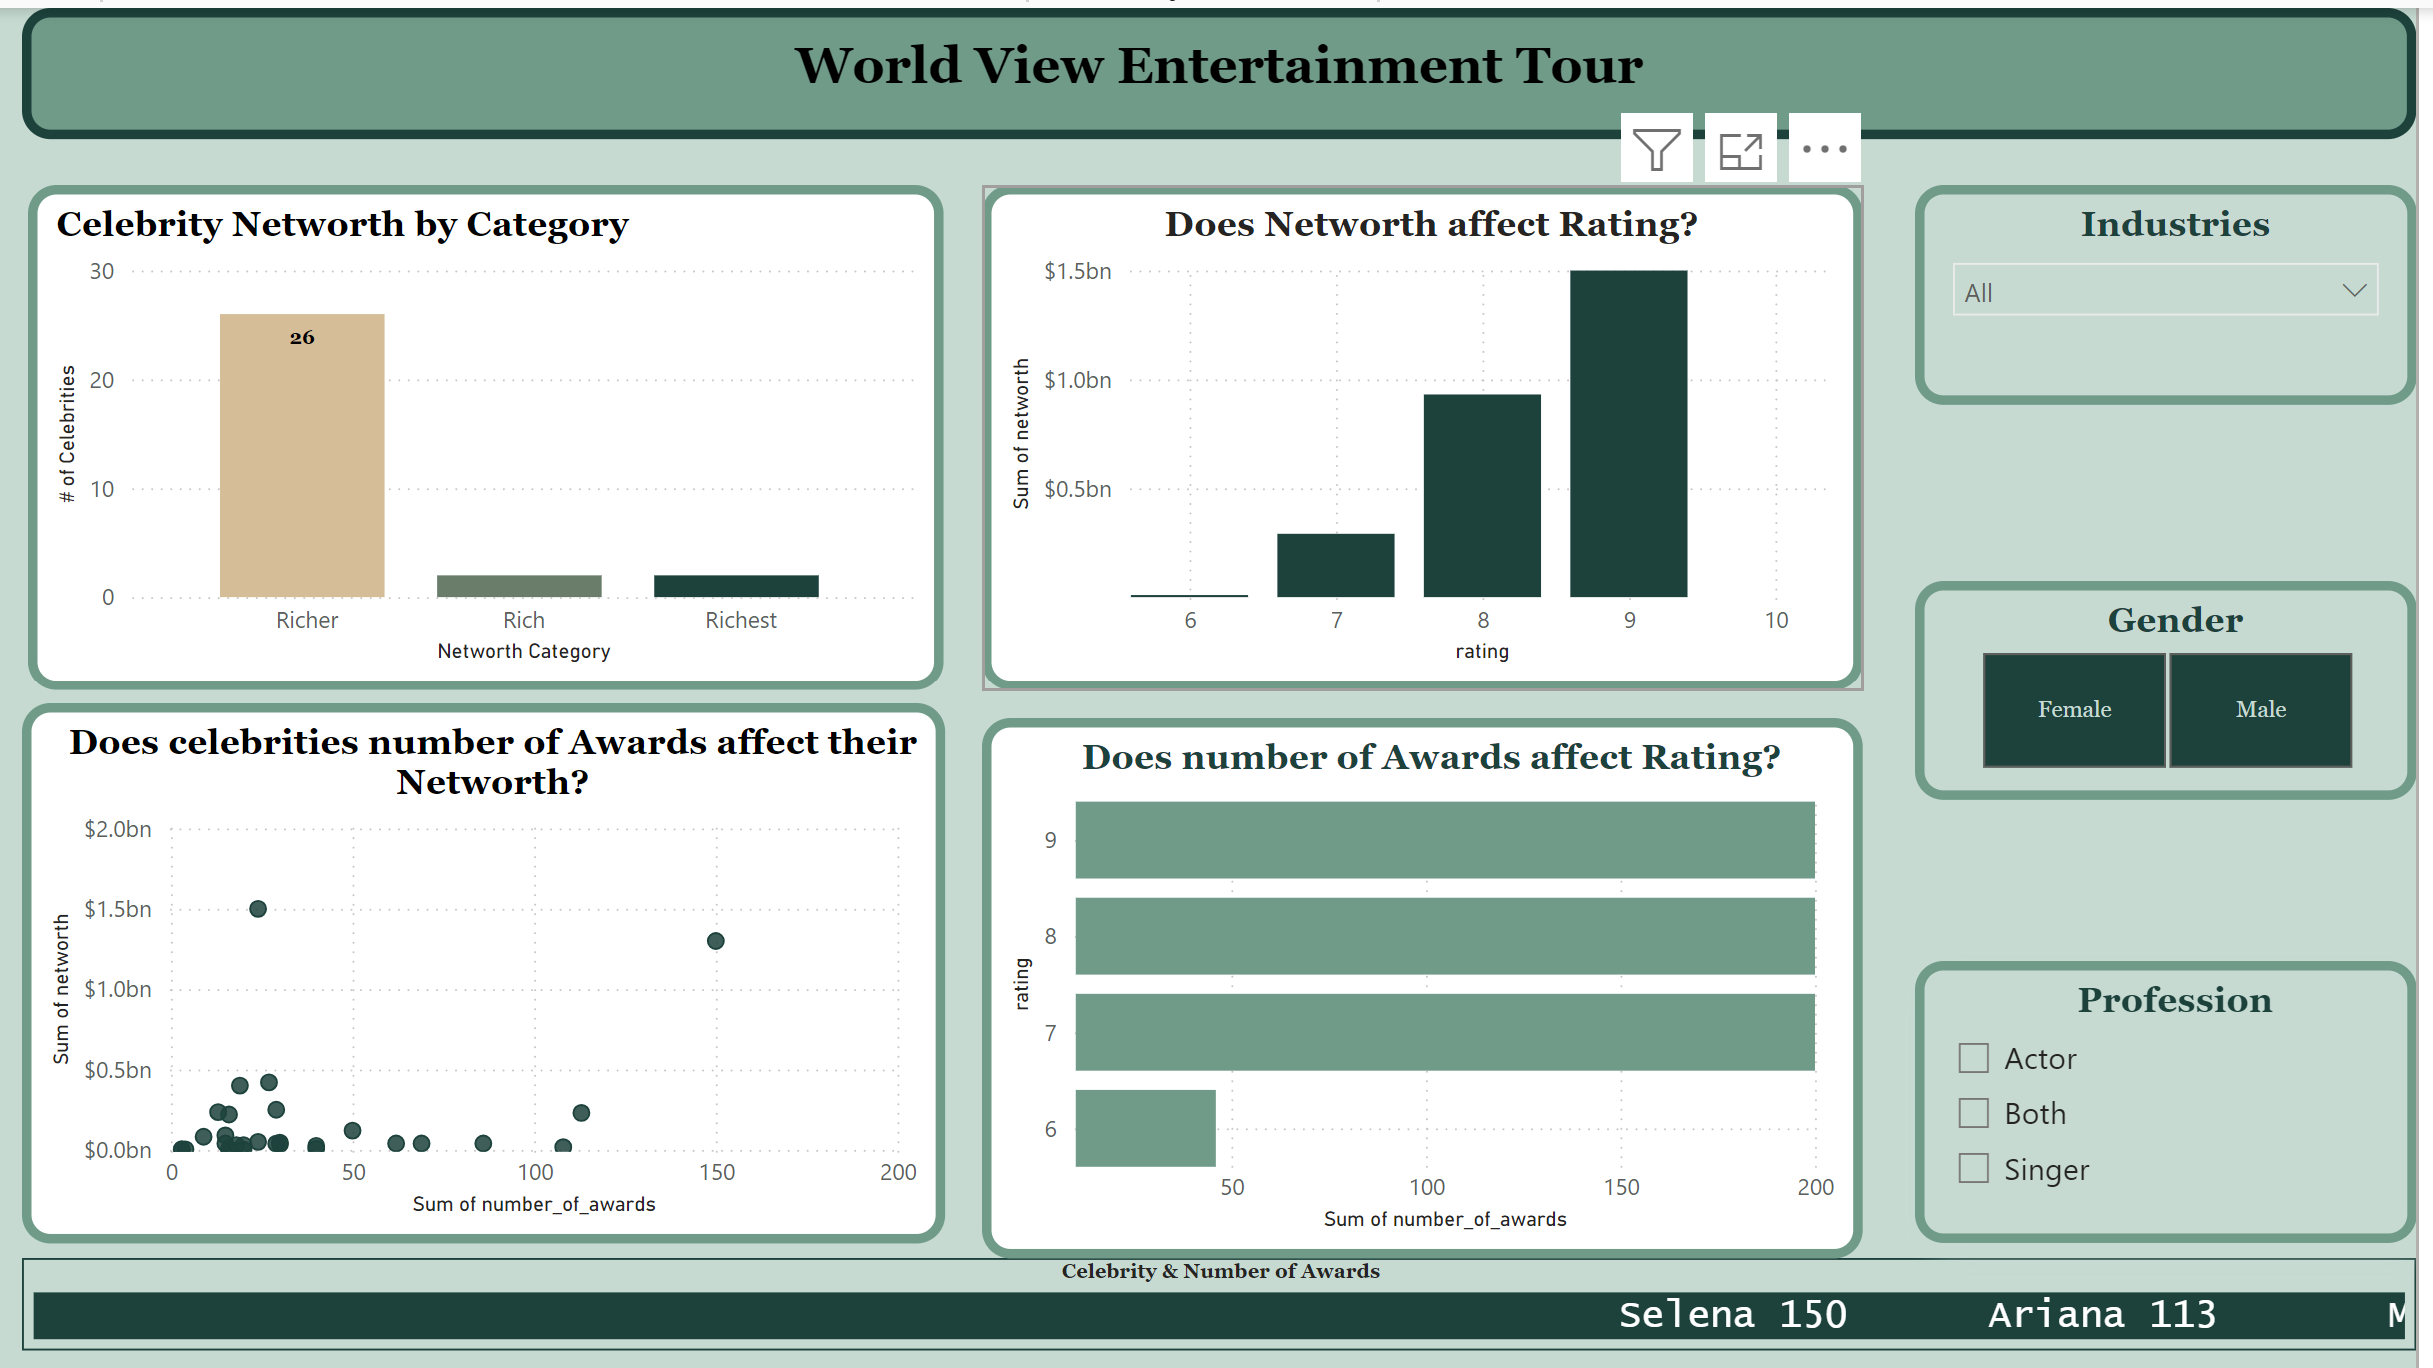 World View Entertainment Tour
Celebrity Networth by Category
30
20
10
0
# of Celebrities
26
Richer
Rich
Richest
Networth Category
Does Networth affect Rating?
$1.5bn
$1.0bn
$0.5bn
Sum of networth
6
7
8
9
10
rating
Industries
All
Gender
Female
Male
Does celebrities number of Awards affect their
Networth?
$2.0bn
$1.5bn
$1.0bn
$0.5bn
$0.0bn
Sum of networth
0
50
100
150
200
Sum of number_of_awards
Does number of Awards affect Rating?
9
8
7
6
rating
50
100
150
200
Sum of number_of_awards
Profession
Actor
Both
Singer
Celebrity & Number of Awards
Selena 150 Ariana 113